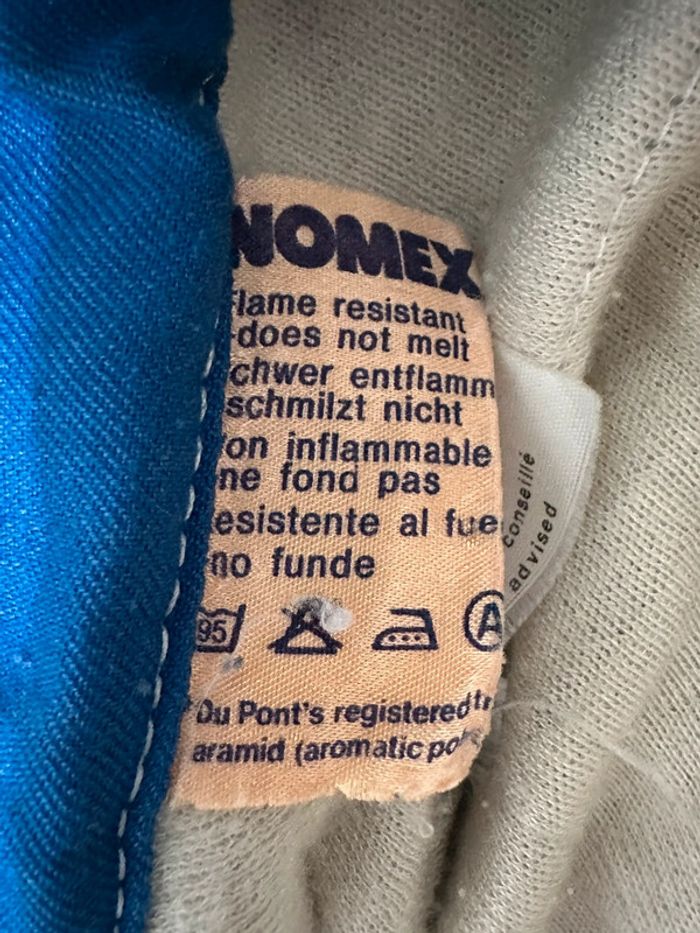 NOMEX
flame resistant
-does not melt
chwer entflamm
schmilzt nicht
on inflammable
ne fond pas
esistente al fue
no funde
95 A
Du Pont's registered tr
aramid (aromatic po
conseillé
advised